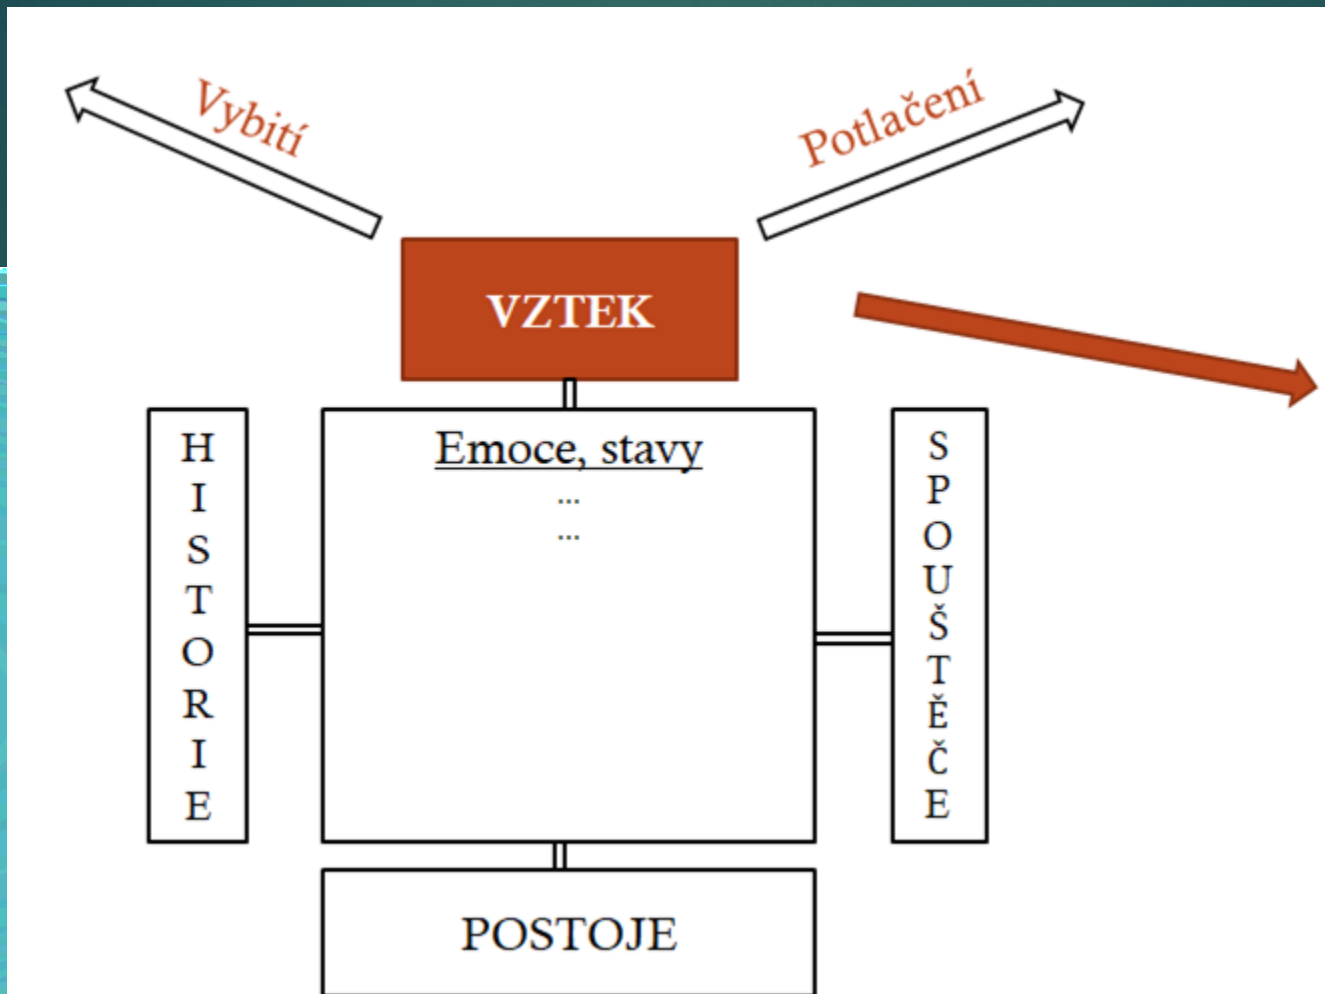 Vybití
Potlačení
VZTEK
HISTORIE
Emoce, stavy
...
...
SPOUŠTĚČE
POSTOJE